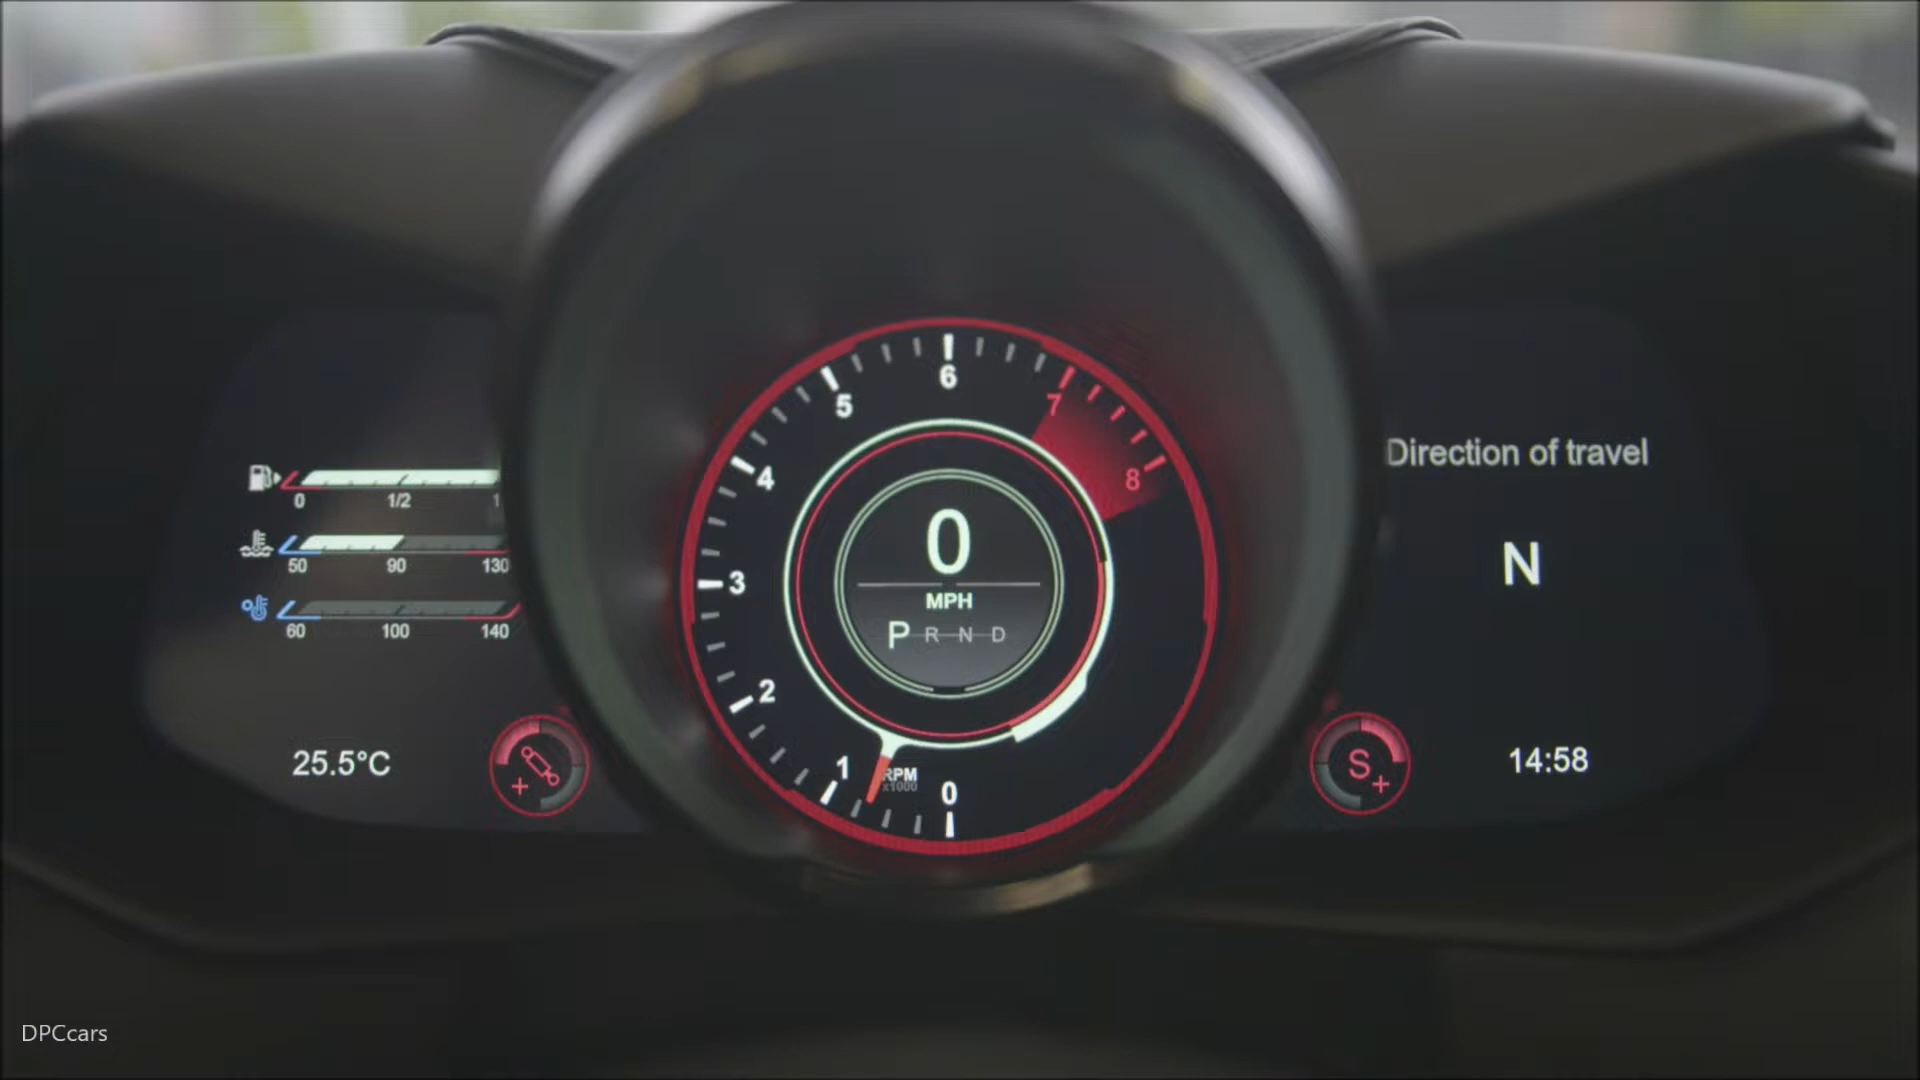 0 1/2 1
50 90 130
60 100 140
25.5°C
6
5 7
4 8
3
2
1
RPM
x1000
0
0
MPH
P R N D
Direction of travel
N
S+
14:58
DPCcars